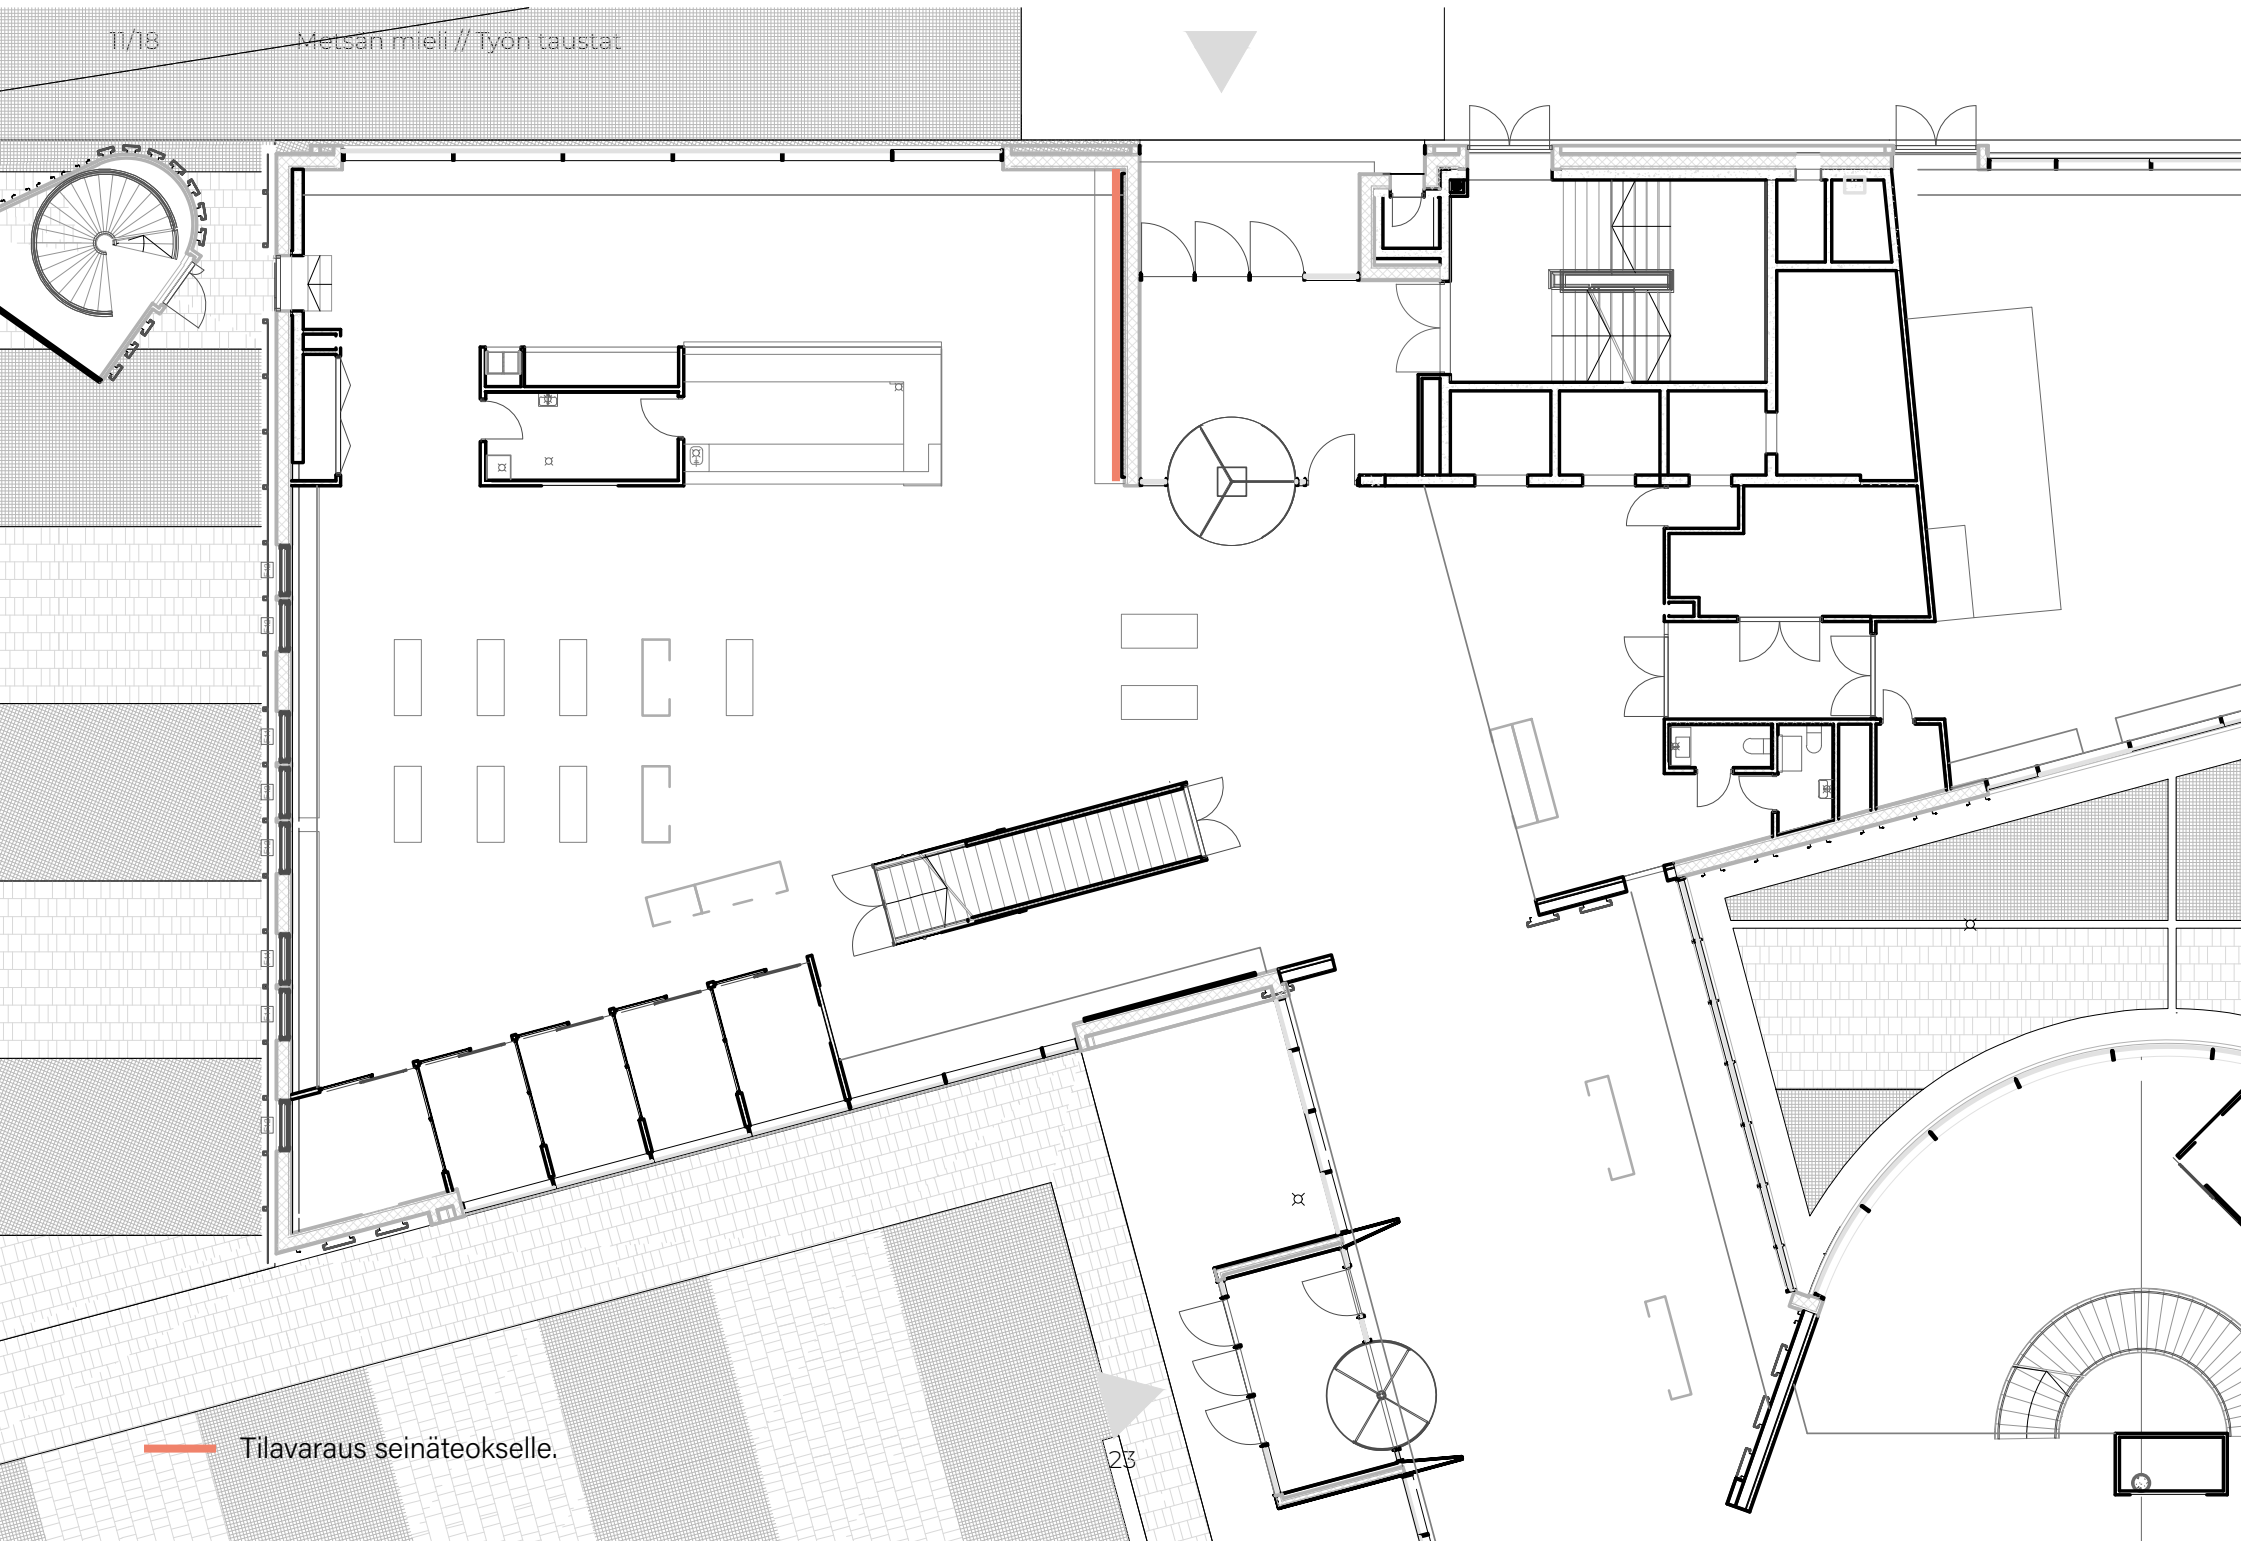 11/18
Metsän mieli // Työn taustat
Tilavaraus seinäteokselle.
23